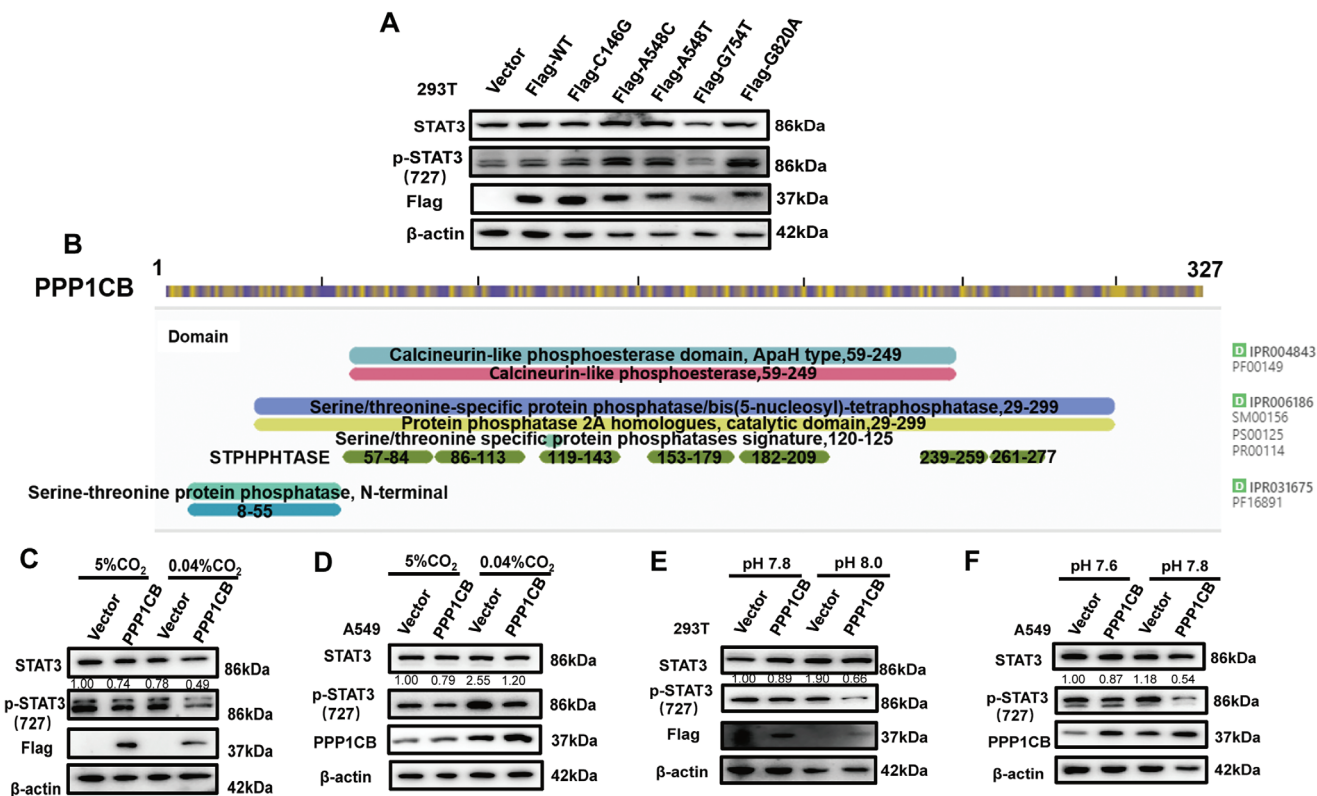 A
293T
Vector
Flag-WT
Flag-C146G
Flag-A548C
Flag-A548T
Flag-G754T
Flag-G820A
STAT3
86kDa
p-STAT3
(727)
86kDa
Flag
37kDa
β-actin
42kDa
B
PPP1CB
1
327
Domain
Calcineurin-like phosphoesterase domain, ApaH type,59-249
Calcineurin-like phosphoesterase,59-249
D IPR004843
PF00149
Serine/threonine-specific protein phosphatase/bis(5-nucleosyl)-tetraphosphatase,29-299
Protein phosphatase 2A homologues, catalytic domain,29-299
Serine/threonine specific protein phosphatases signature,120-125
STPHPHTASE 57-84 86-113 119-143 153-179 182-209 239-259 261-277
D IPR006186
SM00156
PS00125
PR00114
Serine-threonine protein phosphatase, N-terminal
8-55
D IPR031675
PF16891
C
5%CO2 0.04%CO2
Vector PPP1CB Vector PPP1CB
STAT3
86kDa
1.00 0.74 0.78 0.49
p-STAT3
(727)
86kDa
Flag
37kDa
β-actin
42kDa
D
5%CO2 0.04%CO2
Vector PPP1CB Vector PPP1CB
A549
STAT3
86kDa
1.00 0.79 2.55 1.20
p-STAT3
(727)
86kDa
PPP1CB
37kDa
β-actin
42kDa
E
pH 7.8 pH 8.0
Vector PPP1CB Vector PPP1CB
293T
STAT3
86kDa
1.00 0.89 1.90 0.66
p-STAT3
(727)
86kDa
Flag
37kDa
β-actin
42kDa
F
pH 7.6 pH 7.8
Vector PPP1CB Vector PPP1CB
A549
STAT3
86kDa
1.00 0.87 1.18 0.54
p-STAT3
(727)
86kDa
PPP1CB
37kDa
β-actin
42kDa